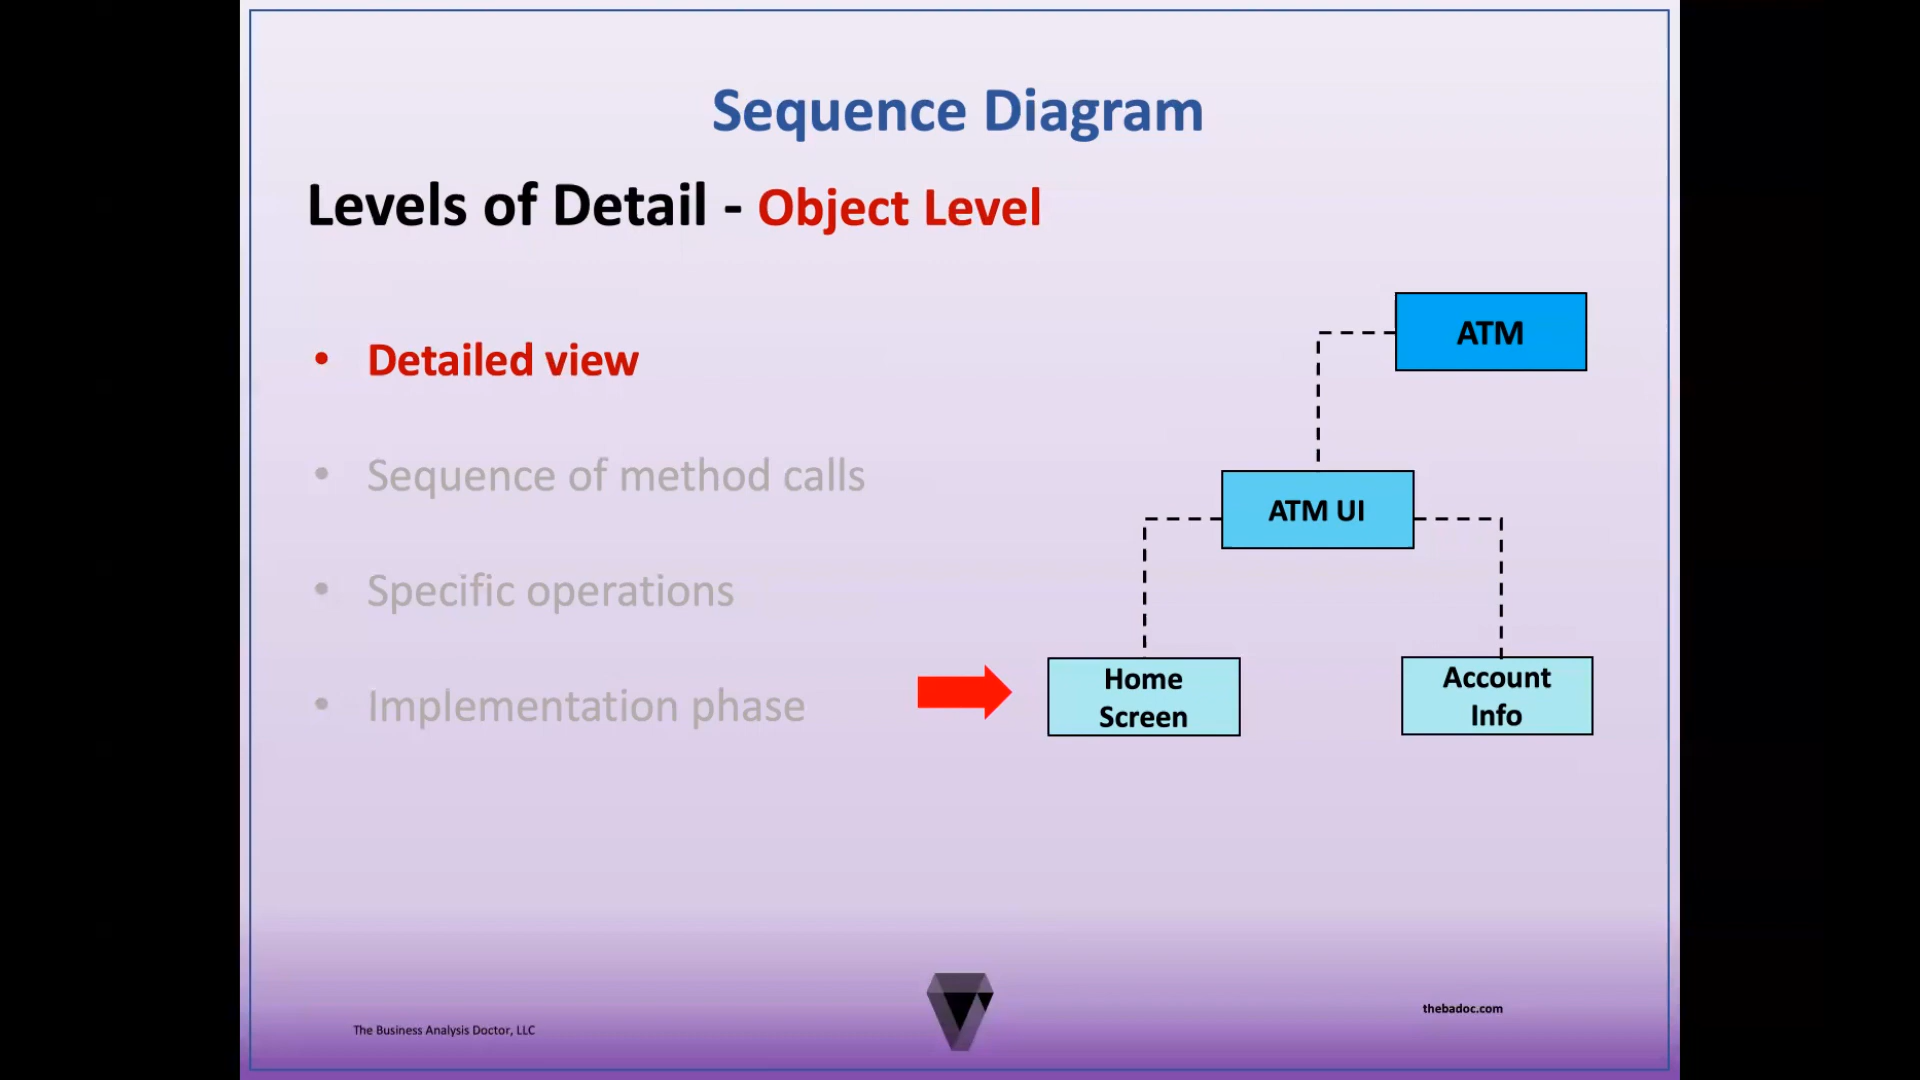 Sequence Diagram
Levels of Detail - Object Level
• Detailed view
• Sequence of method calls
• Specific operations
• Implementation phase
ATM
ATM UI
Home
Screen
Account
Info
The Business Analysis Doctor, LLC
thebadoc.com